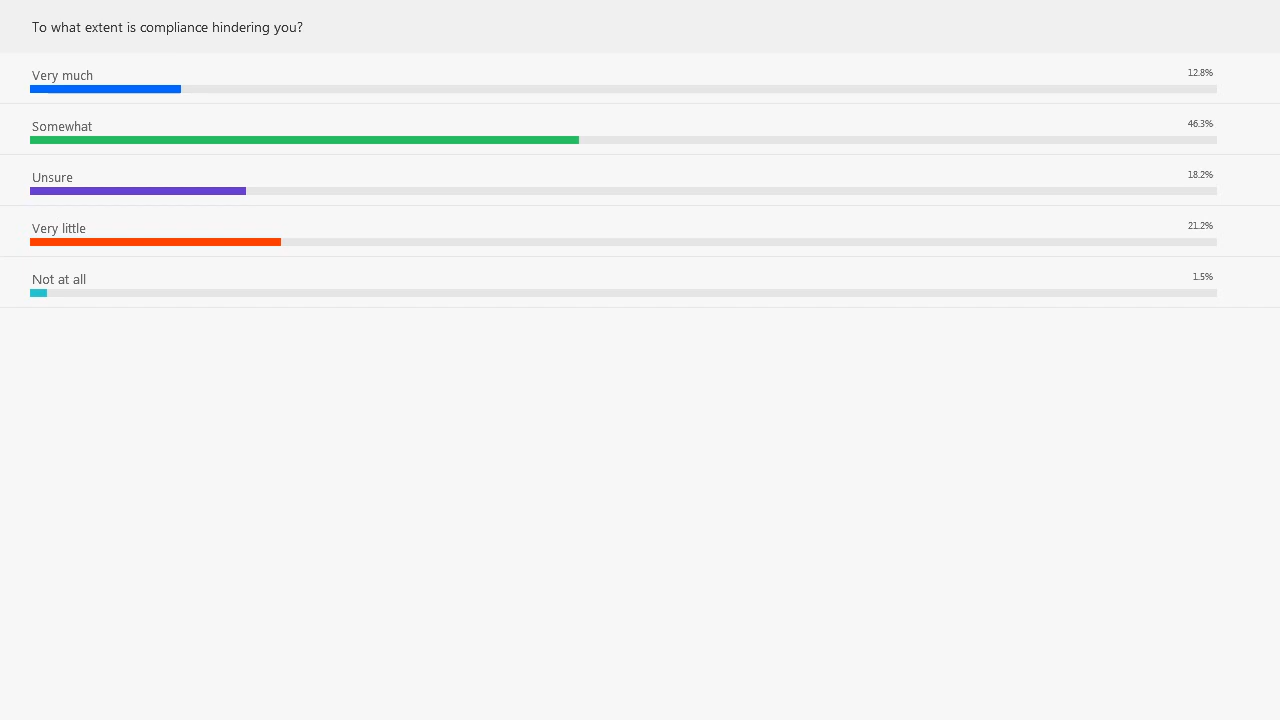 To what extent is compliance hindering you?
Very much
12.8%
Somewhat
46.3%
Unsure
18.2%
Very little
21.2%
Not at all
1.5%